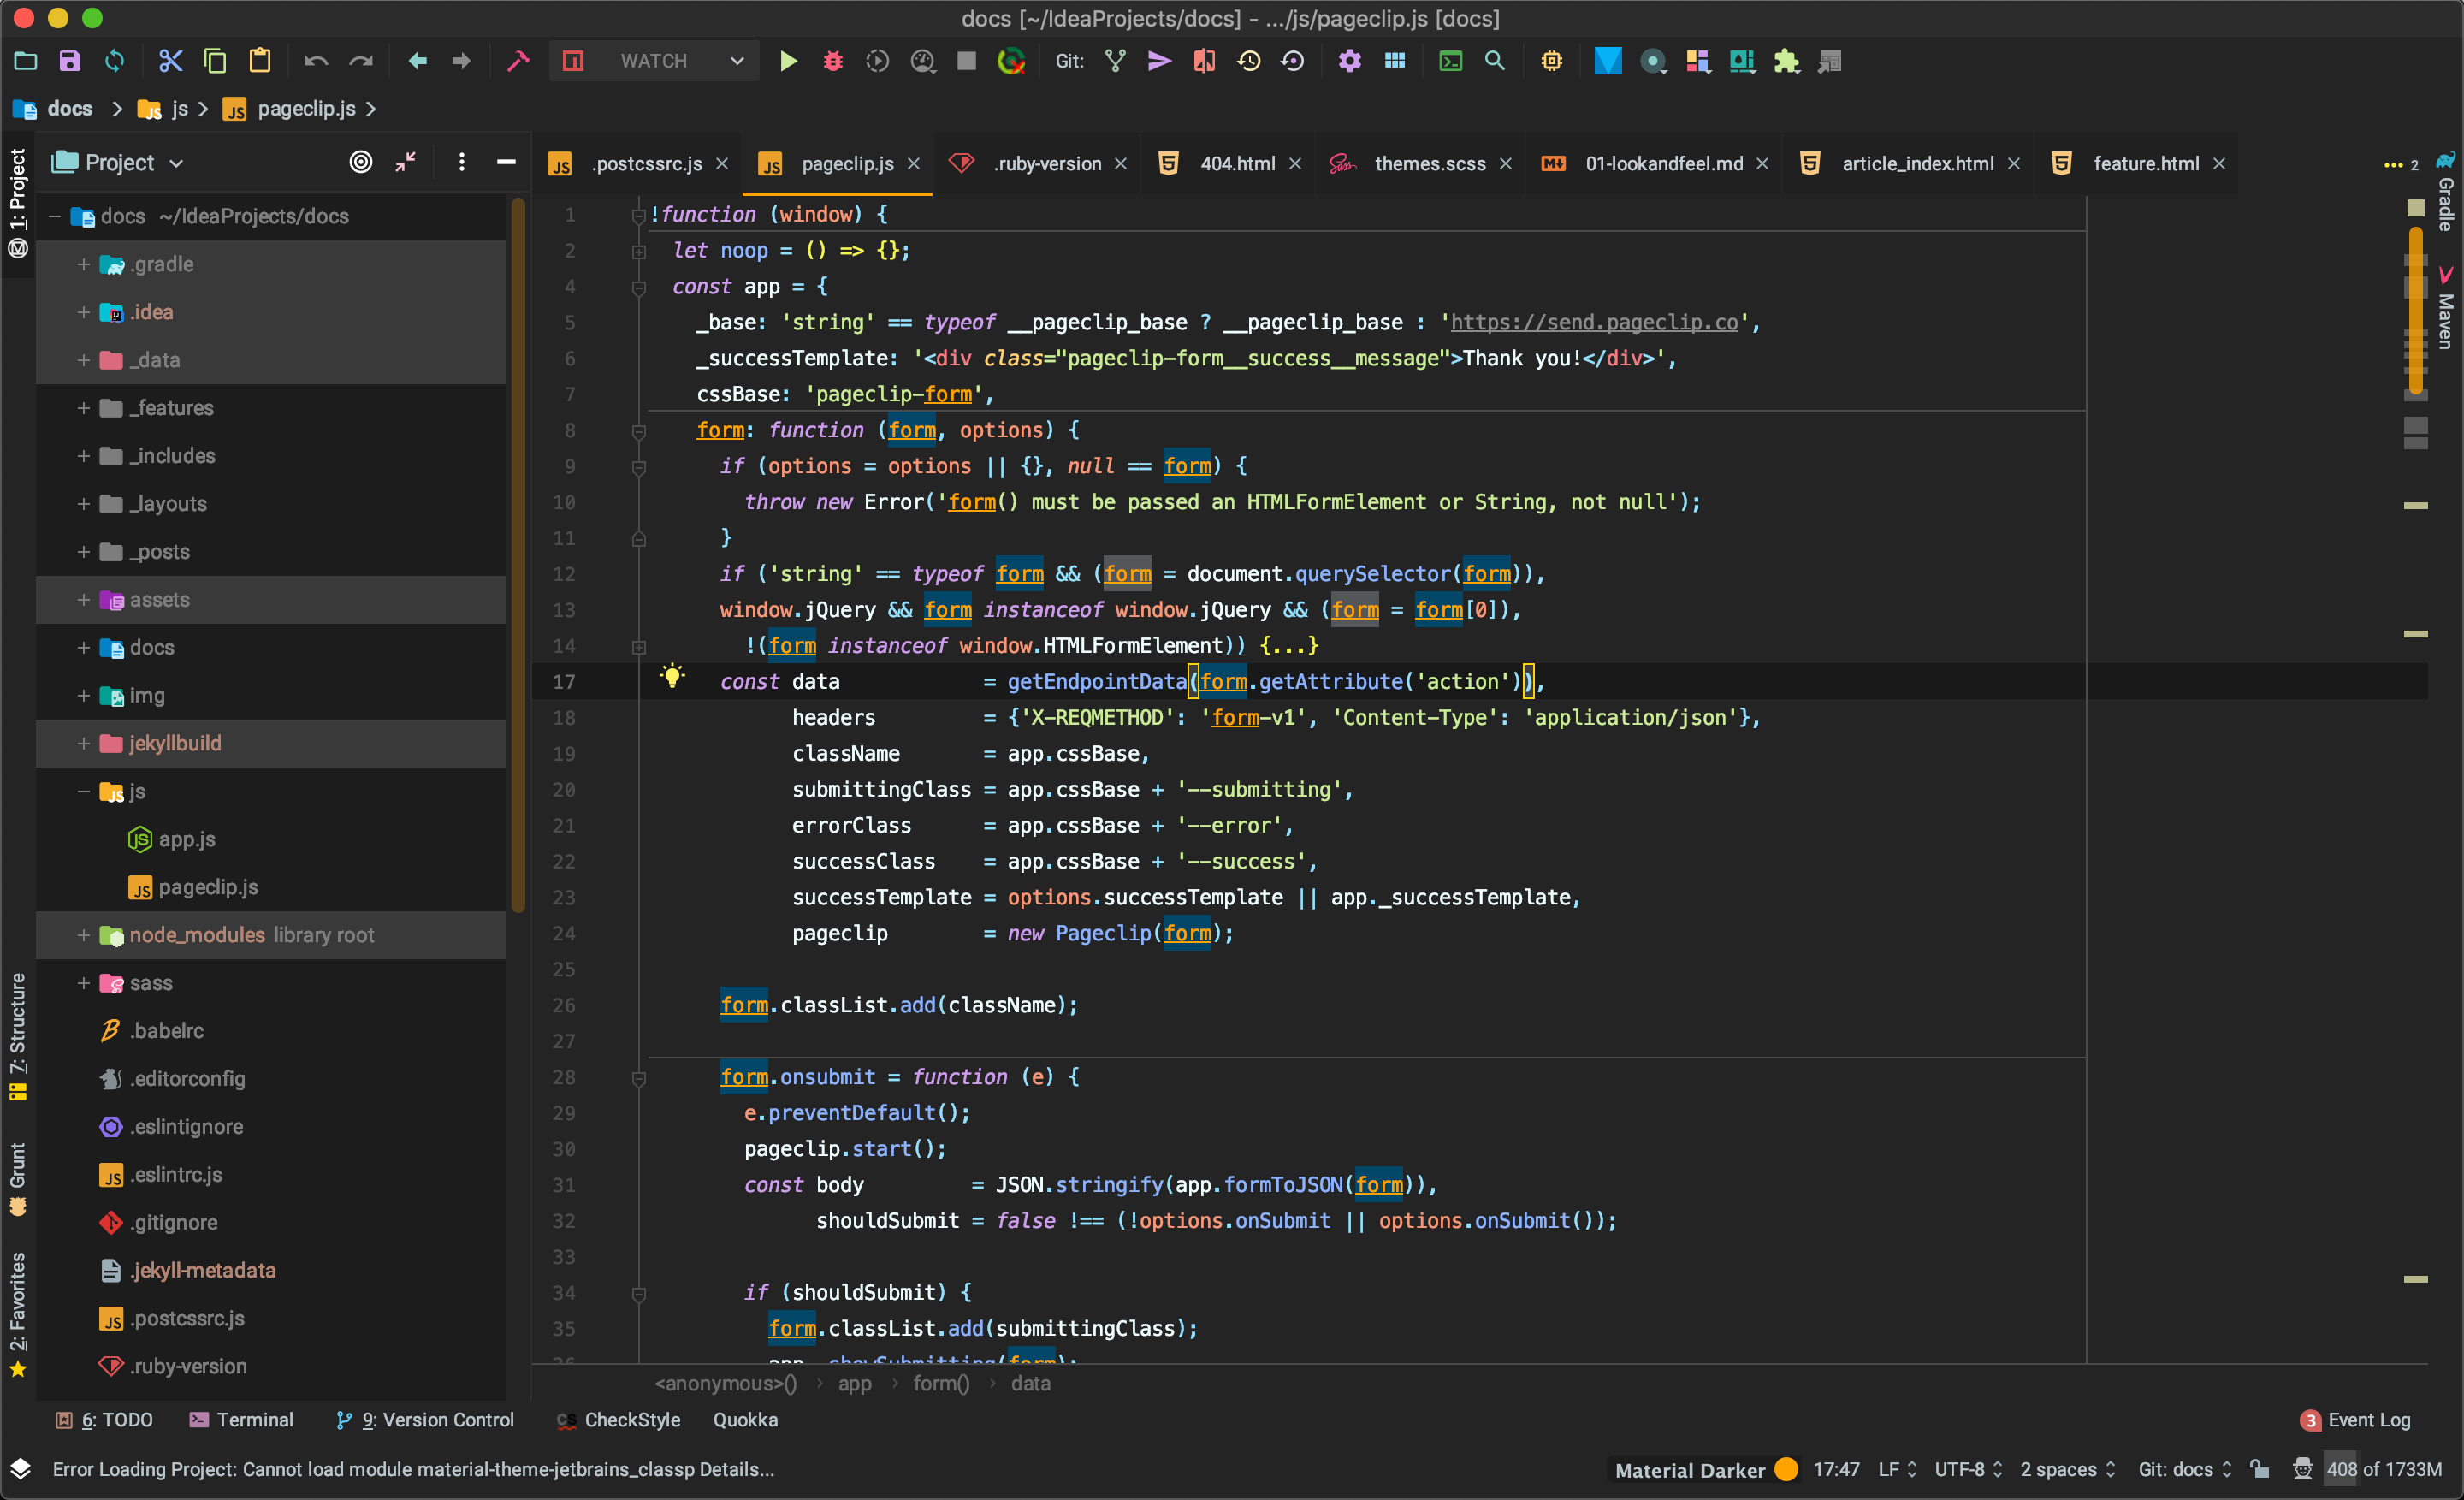 docs [~/IdeaProjects/docs] - .../js/pageclip.js [docs]
WATCH
Git:
docs js pageclip.js
1: Project
7: Structure
Grunt
2: Favorites
Project
docs ~/IdeaProjects/docs
.gradle
.idea
_data
_features
_includes
_layouts
_posts
assets
docs
img
jekyllbuild
js
app.js
pageclip.js
node_modules library root
sass
.babelrc
.editorconfig
.eslintignore
.eslintrc.js
.gitignore
.jekyll-metadata
.postcssrc.js
.ruby-version
.postcssrc.js pageclip.js .ruby-version 404.html themes.scss 01-lookandfeel.md article_index.html feature.html 2
1 !function (window) {
2 let noop = () => {};
4 const app = {
5 _base: 'string' == typeof __pageclip_base ? __pageclip_base : 'https://send.pageclip.co',
6 _successTemplate: '<div class="pageclip-form__success__message">Thank you!</div>',
7 cssBase: 'pageclip-form',
8 form: function (form, options) {
9 if (options = options || {}, null == form) {
10 throw new Error('form() must be passed an HTMLFormElement or String, not null');
11 }
12 if ('string' == typeof form && (form = document.querySelector(form)),
13 window.jQuery && form instanceof window.jQuery && (form = form[0]),
14 !(form instanceof window.HTMLFormElement)) {...}
17 const data = getEndpointData(form.getAttribute('action')),
18 headers = {'X-REQMETHOD': 'form-v1', 'Content-Type': 'application/json'},
19 className = app.cssBase,
20 submittingClass = app.cssBase + '--submitting',
21 errorClass = app.cssBase + '--error',
22 successClass = app.cssBase + '--success',
23 successTemplate = options.successTemplate || app._successTemplate,
24 pageclip = new Pageclip(form);
25
26 form.classList.add(className);
27
28 form.onsubmit = function (e) {
29 e.preventDefault();
30 pageclip.start();
31 const body = JSON.stringify(app.formToJSON(form)),
32 shouldSubmit = false !== (!options.onSubmit || options.onSubmit());
33
34 if (shouldSubmit) {
35 form.classList.add(submittingClass);
36 app._showSubmitting(form);
Gradle
Maven
<anonymous>() app form() data
6: TODO Terminal 9: Version Control CheckStyle Quokka 3 Event Log
Error Loading Project: Cannot load module material-theme-jetbrains_classp Details... Material Darker 17:47 LF UTF-8 2 spaces Git: docs 408 of 1733M